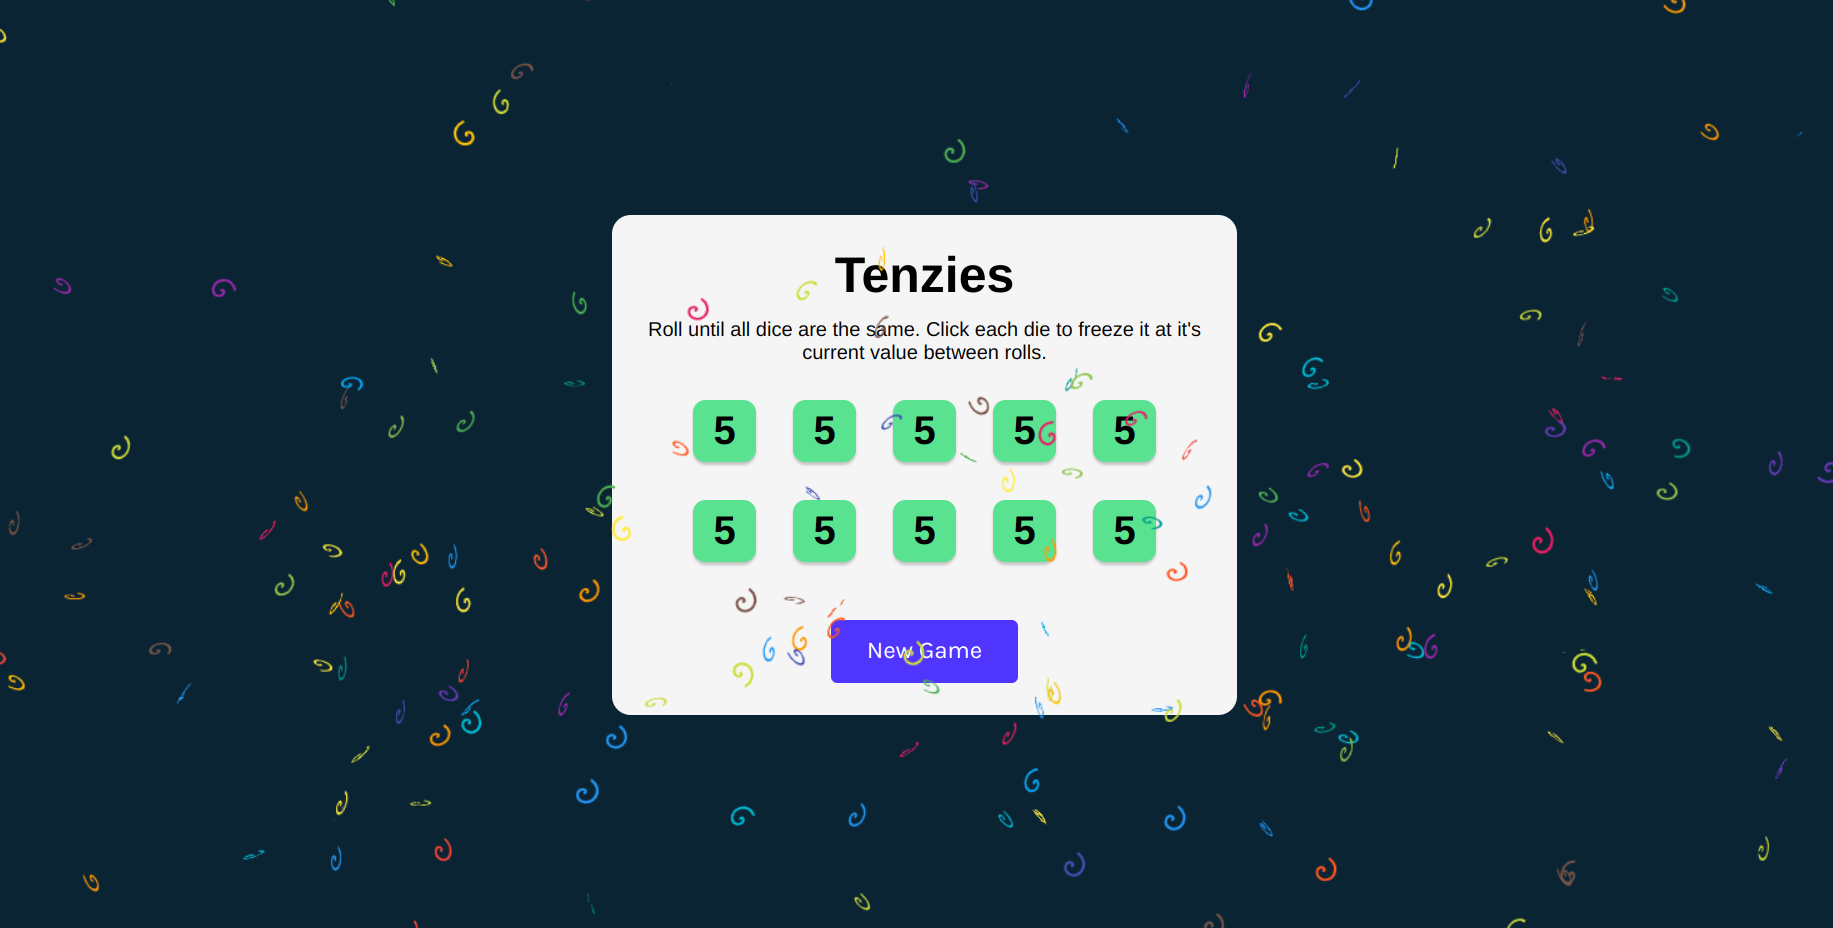 Tenzies
Roll until all dice are the same. Click each die to freeze it at it's
current value between rolls.
5 5 5 5 5
5 5 5 5 5
New Game